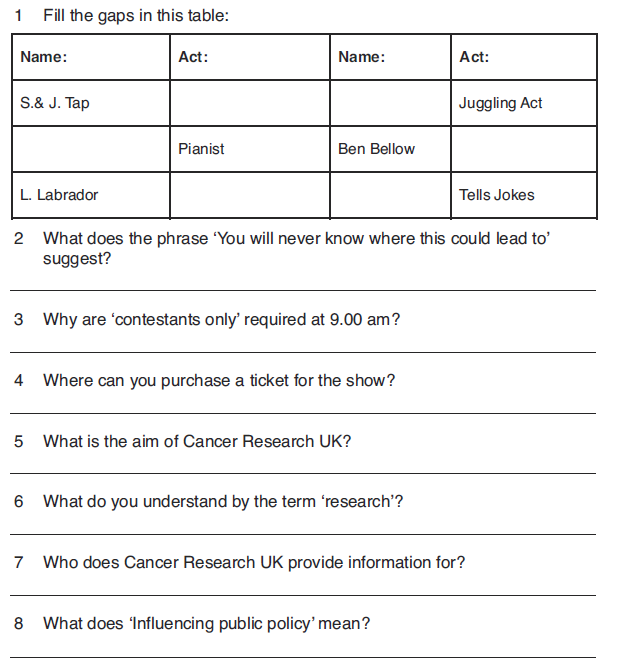 1 Fill the gaps in this table:
Name: Act: Name: Act:
S.& J. Tap Juggling Act
Pianist Ben Bellow
L. Labrador Tells Jokes
2 What does the phrase ‘You will never know where this could lead to’
suggest?
3 Why are ‘contestants only’ required at 9.00 am?
4 Where can you purchase a ticket for the show?
5 What is the aim of Cancer Research UK?
6 What do you understand by the term ‘research’?
7 Who does Cancer Research UK provide information for?
8 What does ‘Influencing public policy’ mean?